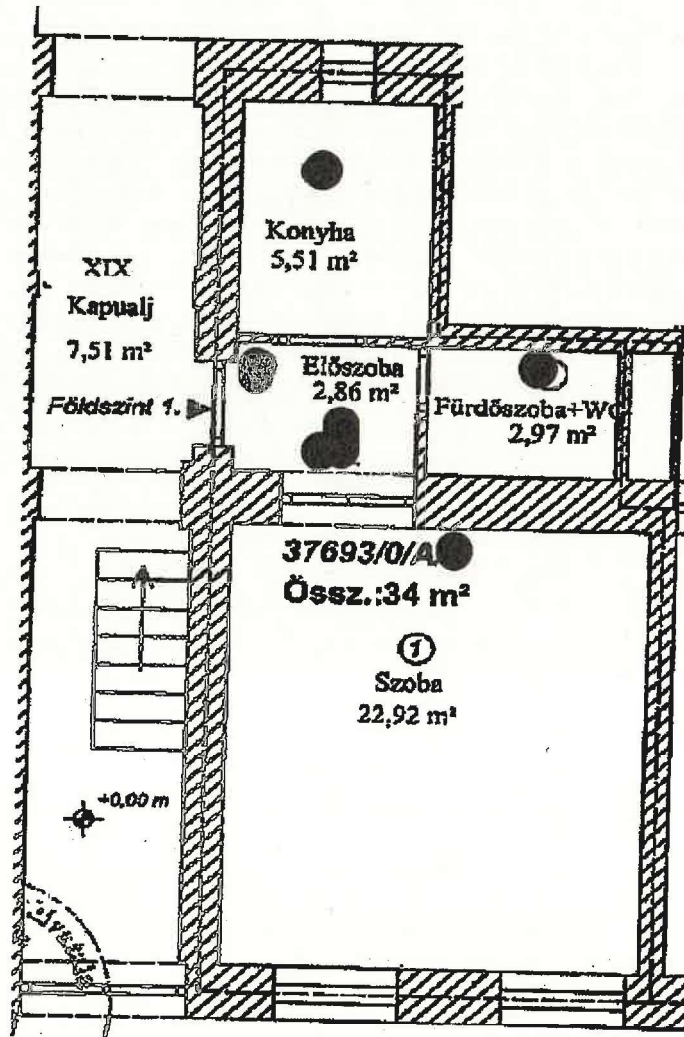 Konyha
5,51 m²
XIX
Kapualj
7,51 m²
Előszoba
2,86 m²
Földszint 1.
Fürdőszoba+WC
2,97 m²
37693/0/A
Össz.:34 m²
1
Szoba
22,92 m²
+0,00 m